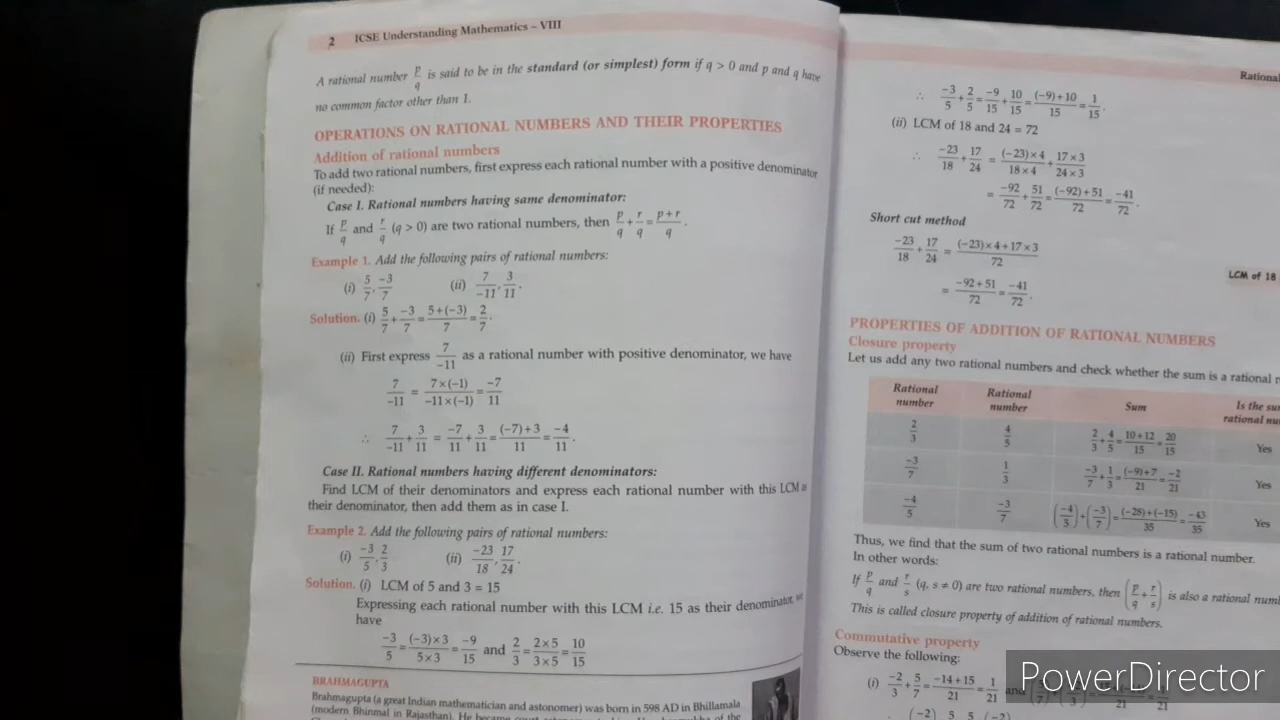 2 ICSE Understanding Mathematics – VIII
A rational number p/q is said to be in the standard (or simplest) form if q > 0 and p and q have
no common factor other than 1.
OPERATIONS ON RATIONAL NUMBERS AND THEIR PROPERTIES
Addition of rational numbers
To add two rational numbers, first express each rational number with a positive denominator
(if needed):
Case I. Rational numbers having same denominator:
If p/q and r/q (q > 0) are two rational numbers, then p/q + r/q = (p+r)/q .
Example 1. Add the following pairs of rational numbers:
(i) 5/7, -3/7 (ii) 7/-11, 3/11.
Solution. (i) 5/7 + -3/7 = (5+(-3))/7 = 2/7.
(ii) First express 7/-11 as a rational number with positive denominator, we have
7/-11 = (7×(-1))/(-11×(-1)) = -7/11
∴ 7/-11 + 3/11 = -7/11 + 3/11 = ((-7)+3)/11 = -4/11.
Case II. Rational numbers having different denominators:
Find LCM of their denominators and express each rational number with this LCM as
their denominator, then add them as in case I.
Example 2. Add the following pairs of rational numbers:
(i) -3/5, 2/3 (ii) -23/18, 17/24.
Solution. (i) LCM of 5 and 3 = 15
Expressing each rational number with this LCM i.e. 15 as their denominator, we
have
-3/5 = ((-3)×3)/(5×3) = -9/15 and 2/3 = (2×5)/(3×5) = 10/15
BRAHMAGUPTA
Brahmagupta (a great Indian mathematician and astonomer) was born in 598 AD in Bhillamala
(modern Bhinmal in Rajasthan). He became court
Rational
∴ -3/5 + 2/5 = -9/15 + 10/15 = ((-9)+10)/15 = 1/15.
(ii) LCM of 18 and 24 = 72
∴ -23/18 + 17/24 = ((-23)×4)/(18×4) + (17×3)/(24×3)
= -92/72 + 51/72 = ((-92)+51)/72 = -41/72.
Short cut method
-23/18 + 17/24 = ((-23)×4+17×3)/72
LCM of 18
= (-92+51)/72 = -41/72.
PROPERTIES OF ADDITION OF RATIONAL NUMBERS
Closure property
Let us add any two rational numbers and check whether the sum is a rational
Rational number Rational number Sum Is the
rational
2/3 4/5 2/3 + 4/5 = (10+12)/15 = 20/15 Yes
-3/7 1/3 -3/7 + 1/3 = ((-9)+7)/21 = -2/21 Yes
-4/5 -3/7 (-4/3)+(-3/7) = ((-28)+(-15))/35 = -43/35 Yes
Thus, we find that the sum of two rational numbers is a rational number.
In other words:
If p/q and r/s (q, s ≠ 0) are two rational numbers, then (p/q + r/s) is also a rational
This is called closure property of addition of rational numbers.
Commutative property
Observe the following:
(i) -2/3 + 5/7 = (-14+15)/21 = 1/21 and
PowerDirector